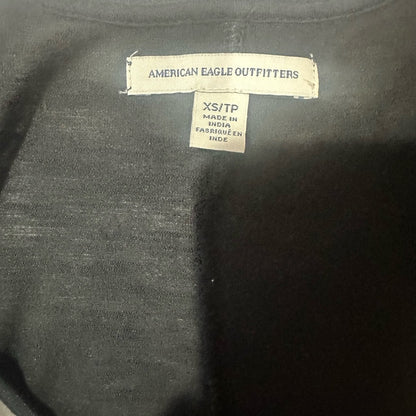 AMERICAN EAGLE OUTFITTERS
XS/TP
MADE IN
INDIA
FABRIQUÉ EN
INDE